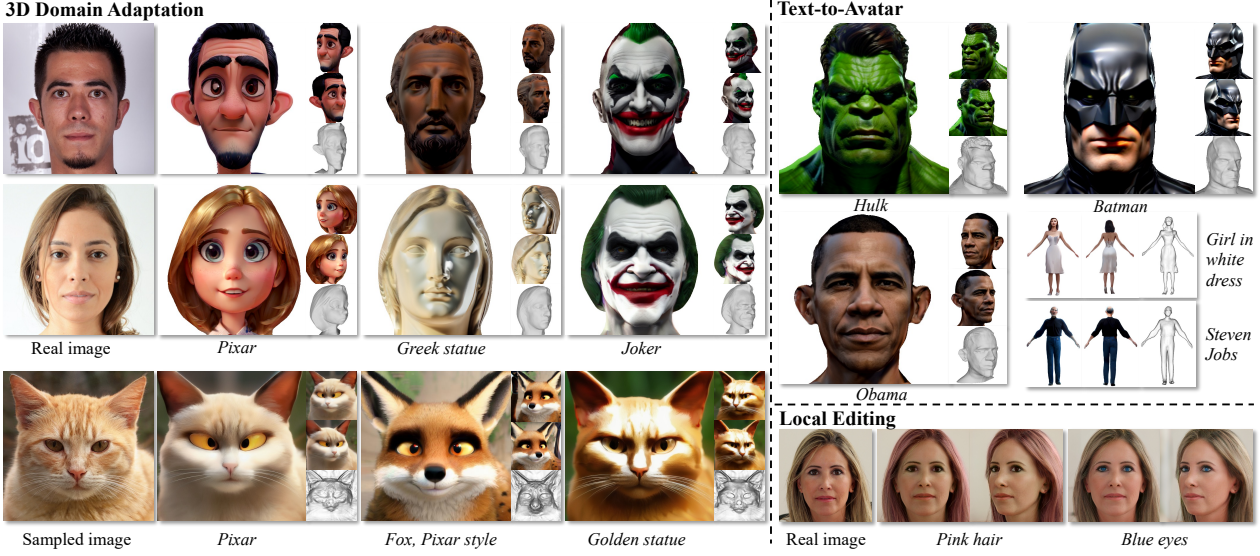 3D Domain Adaptation
Real image
Pixar
Greek statue
Joker
Sampled image
Pixar
Fox, Pixar style
Golden statue
Text-to-Avatar
Hulk
Batman
Obama
Girl in
white
dress
Steven
Jobs
Local Editing
Real image
Pink hair
Blue eyes
id